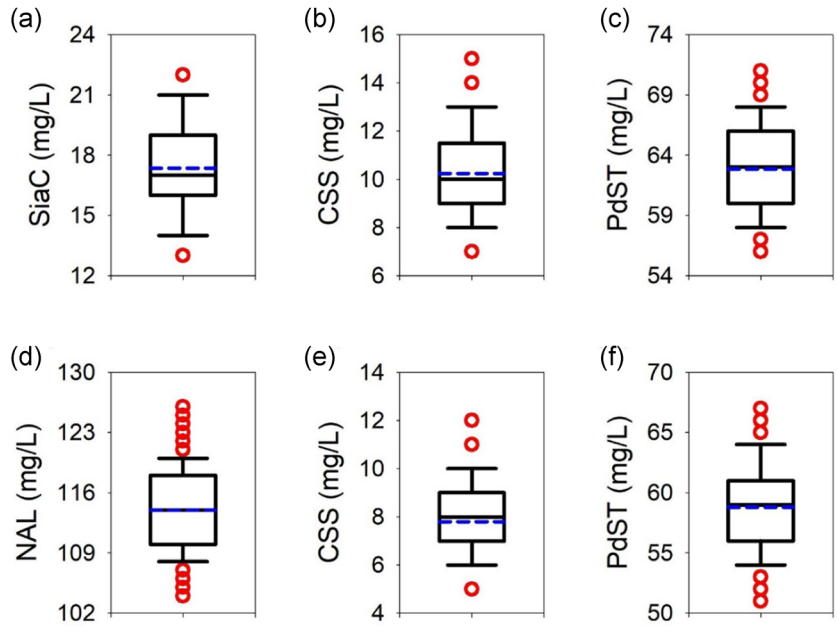 (a)
SiaC (mg/L)
24
21
18
15
12
(b)
CSS (mg/L)
16
14
12
10
8
6
(c)
PdST (mg/L)
74
69
64
59
54
(d)
NAL (mg/L)
130
123
116
109
102
(e)
CSS (mg/L)
14
12
10
8
6
4
(f)
PdST (mg/L)
70
65
60
55
50